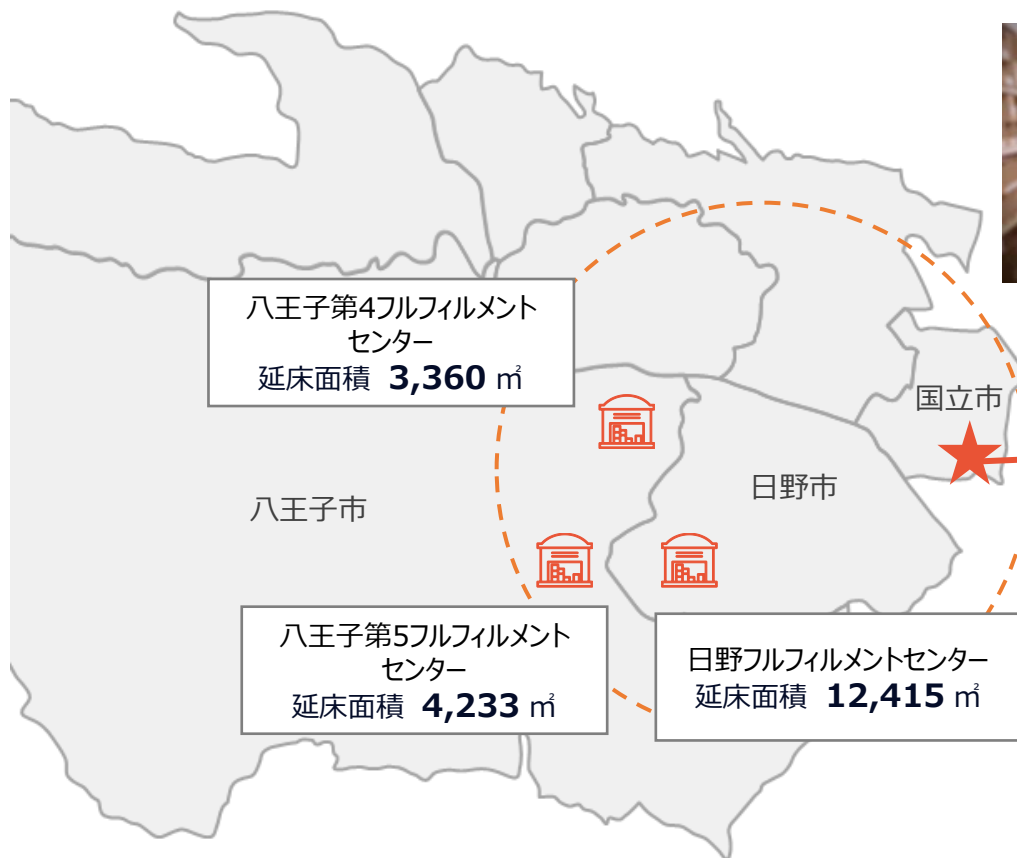 八王子第4フルフィルメント
センター
延床面積 3,360 ㎡
国立市
日野市
八王子市
八王子第5フルフィルメント
センター
延床面積 4,233 ㎡
日野フルフィルメントセンター
延床面積 12,415 ㎡